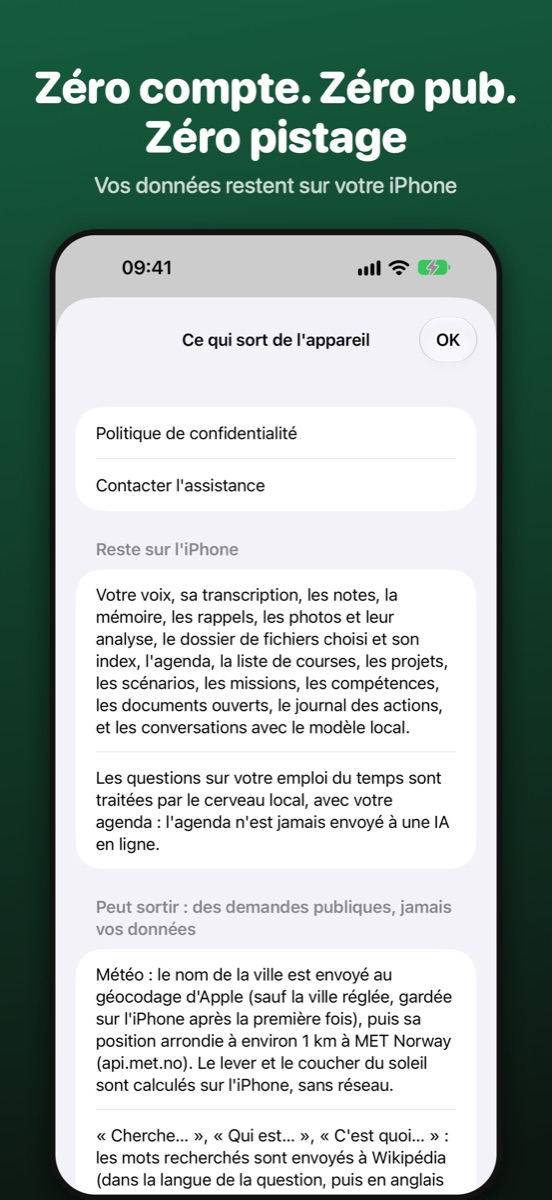 Zéro compte. Zéro pub.
Zéro pistage
Vos données restent sur votre iPhone
09:41
Ce qui sort de l'appareil
OK
Politique de confidentialité
Contacter l'assistance
Reste sur l'iPhone
Votre voix, sa transcription, les notes, la
mémoire, les rappels, les photos et leur
analyse, le dossier de fichiers choisi et son
index, l'agenda, la liste de courses, les projets,
les scénarios, les missions, les compétences,
les documents ouverts, le journal des actions,
et les conversations avec le modèle local.
Les questions sur votre emploi du temps sont
traitées par le cerveau local, avec votre
agenda : l'agenda n'est jamais envoyé à une IA
en ligne.
Peut sortir : des demandes publiques, jamais
vos données
Météo : le nom de la ville est envoyé au
géocodage d'Apple (sauf la ville réglée, gardée
sur l'iPhone après la première fois), puis sa
position arrondie à environ 1 km à MET Norway
(api.met.no). Le lever et le coucher du soleil
sont calculés sur l'iPhone, sans réseau.
« Cherche... », « Qui est... », « C'est quoi... » :
les mots recherchés sont envoyés à Wikipédia
(dans la langue de la question, puis en anglais